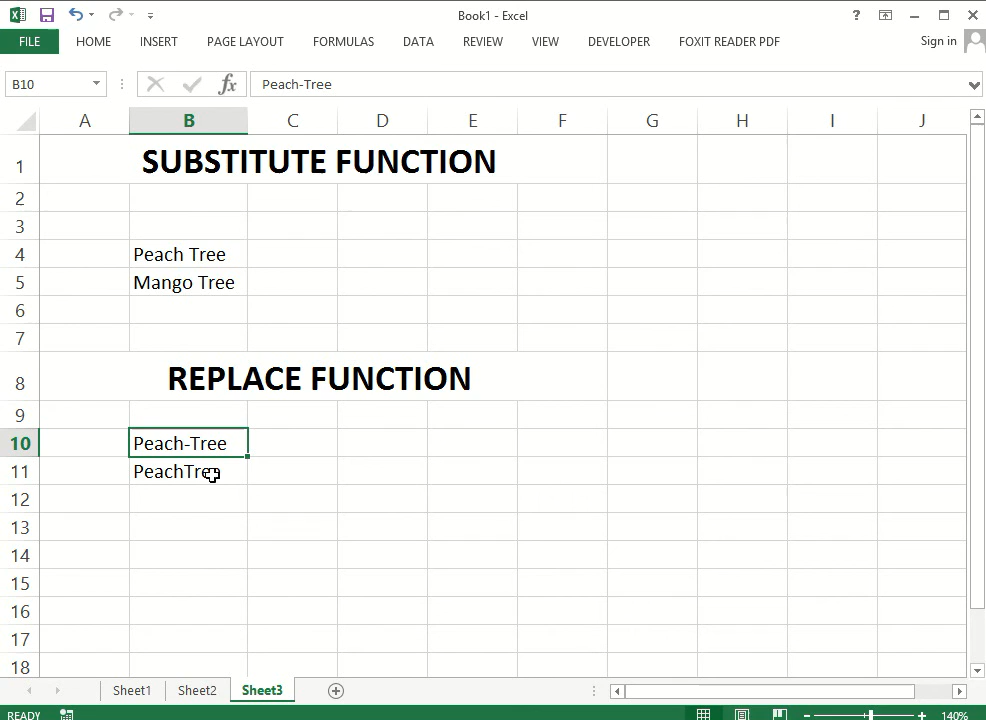 Book1 - Excel
?
FILE HOME INSERT PAGE LAYOUT FORMULAS DATA REVIEW VIEW DEVELOPER FOXIT READER PDF Sign in
B10 fx Peach-Tree
A B C D E F G H I J
1 SUBSTITUTE FUNCTION
2
3
4 Peach Tree
5 Mango Tree
6
7
8 REPLACE FUNCTION
9
10 Peach-Tree
11 PeachTree
12
13
14
15
16
17
18
Sheet1 Sheet2 Sheet3
READY 140%